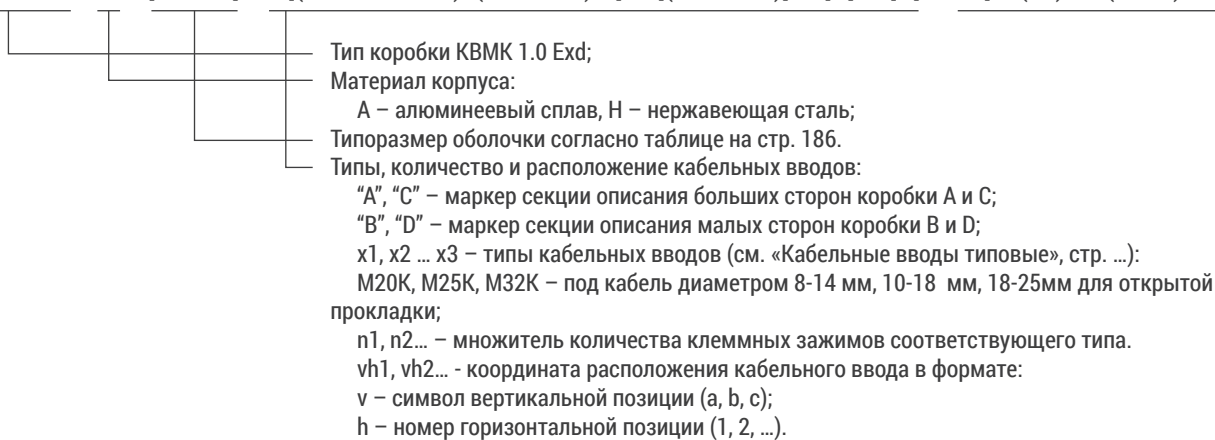 Тип коробки КВМК 1.0 Exd;
Материал корпуса:
А – алюминеевый сплав, Н – нержавеющая сталь;
Типоразмер оболочки согласно таблице на стр. 186.
Типы, количество и расположение кабельных вводов:
“А”, “С” – маркер секции описания больших сторон коробки А и С;
“B”, “D” – маркер секции описания малых сторон коробки B и D;
x1, x2 ... x3 – типы кабельных вводов (см. «Кабельные вводы типовые», стр. ...):
М20К, М25К, М32К – под кабель диаметром 8-14 мм, 10-18 мм, 18-25мм для открытой
прокладки;
n1, n2... – множитель количества клеммных зажимов соответствующего типа.
vh1, vh2... - координата расположения кабельного ввода в формате:
v – символ вертикальной позиции (a, b, c);
h – номер горизонтальной позиции (1, 2, ...).